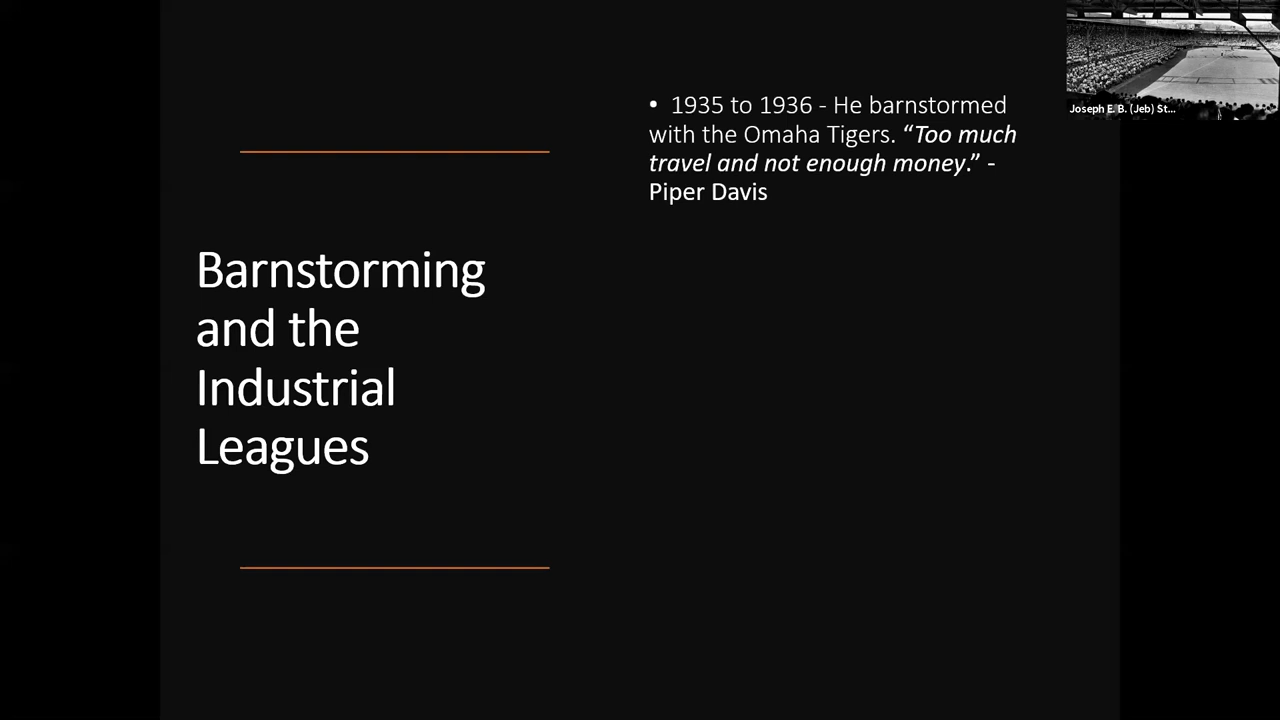 Barnstorming
and the
Industrial
Leagues
• 1935 to 1936 - He barnstormed
with the Omaha Tigers. “Too much
travel and not enough money.” -
Piper Davis
Joseph E. B. (Jeb) St...